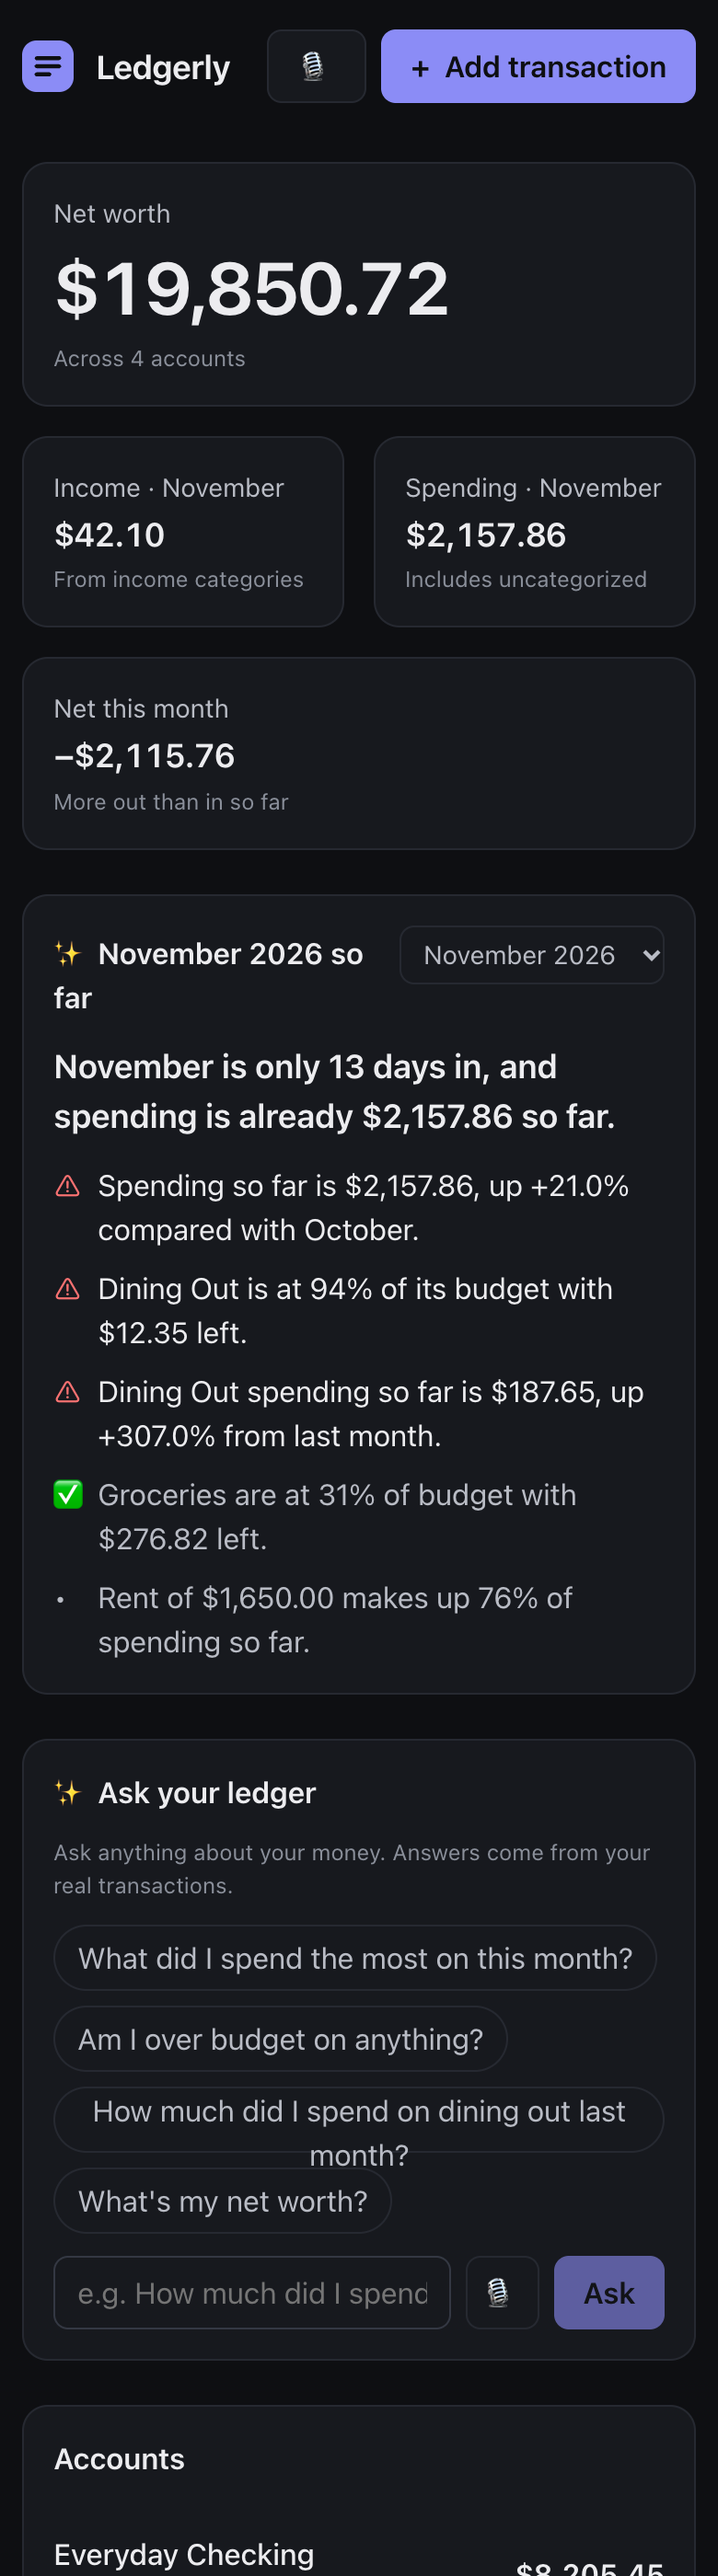 Ledgerly
+ Add transaction
Net worth
$19,850.72
Across 4 accounts
Income · November
$42.10
From income categories
Spending · November
$2,157.86
Includes uncategorized
Net this month
–$2,115.76
More out than in so far
✨ November 2026 so
far
November 2026
November is only 13 days in, and
spending is already $2,157.86 so far.
Spending so far is $2,157.86, up +21.0%
compared with October.
Dining Out is at 94% of its budget with
$12.35 left.
Dining Out spending so far is $187.65, up
+307.0% from last month.
Groceries are at 31% of budget with
$276.82 left.
· Rent of $1,650.00 makes up 76% of
spending so far.
✨ Ask your ledger
Ask anything about your money. Answers come from your
real transactions.
What did I spend the most on this month?
Am I over budget on anything?
How much did I spend on dining out last
month?
What's my net worth?
e.g. How much did I spend
Ask
Accounts
Everyday Checking
$8,205.45